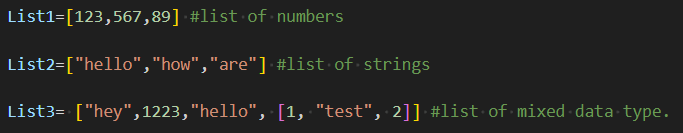 List1=[123,567,89] #list of numbers
List2=["hello","how","are"] #list of strings
List3= ["hey",1223,"hello", [1, "test", 2]] #list of mixed data type.